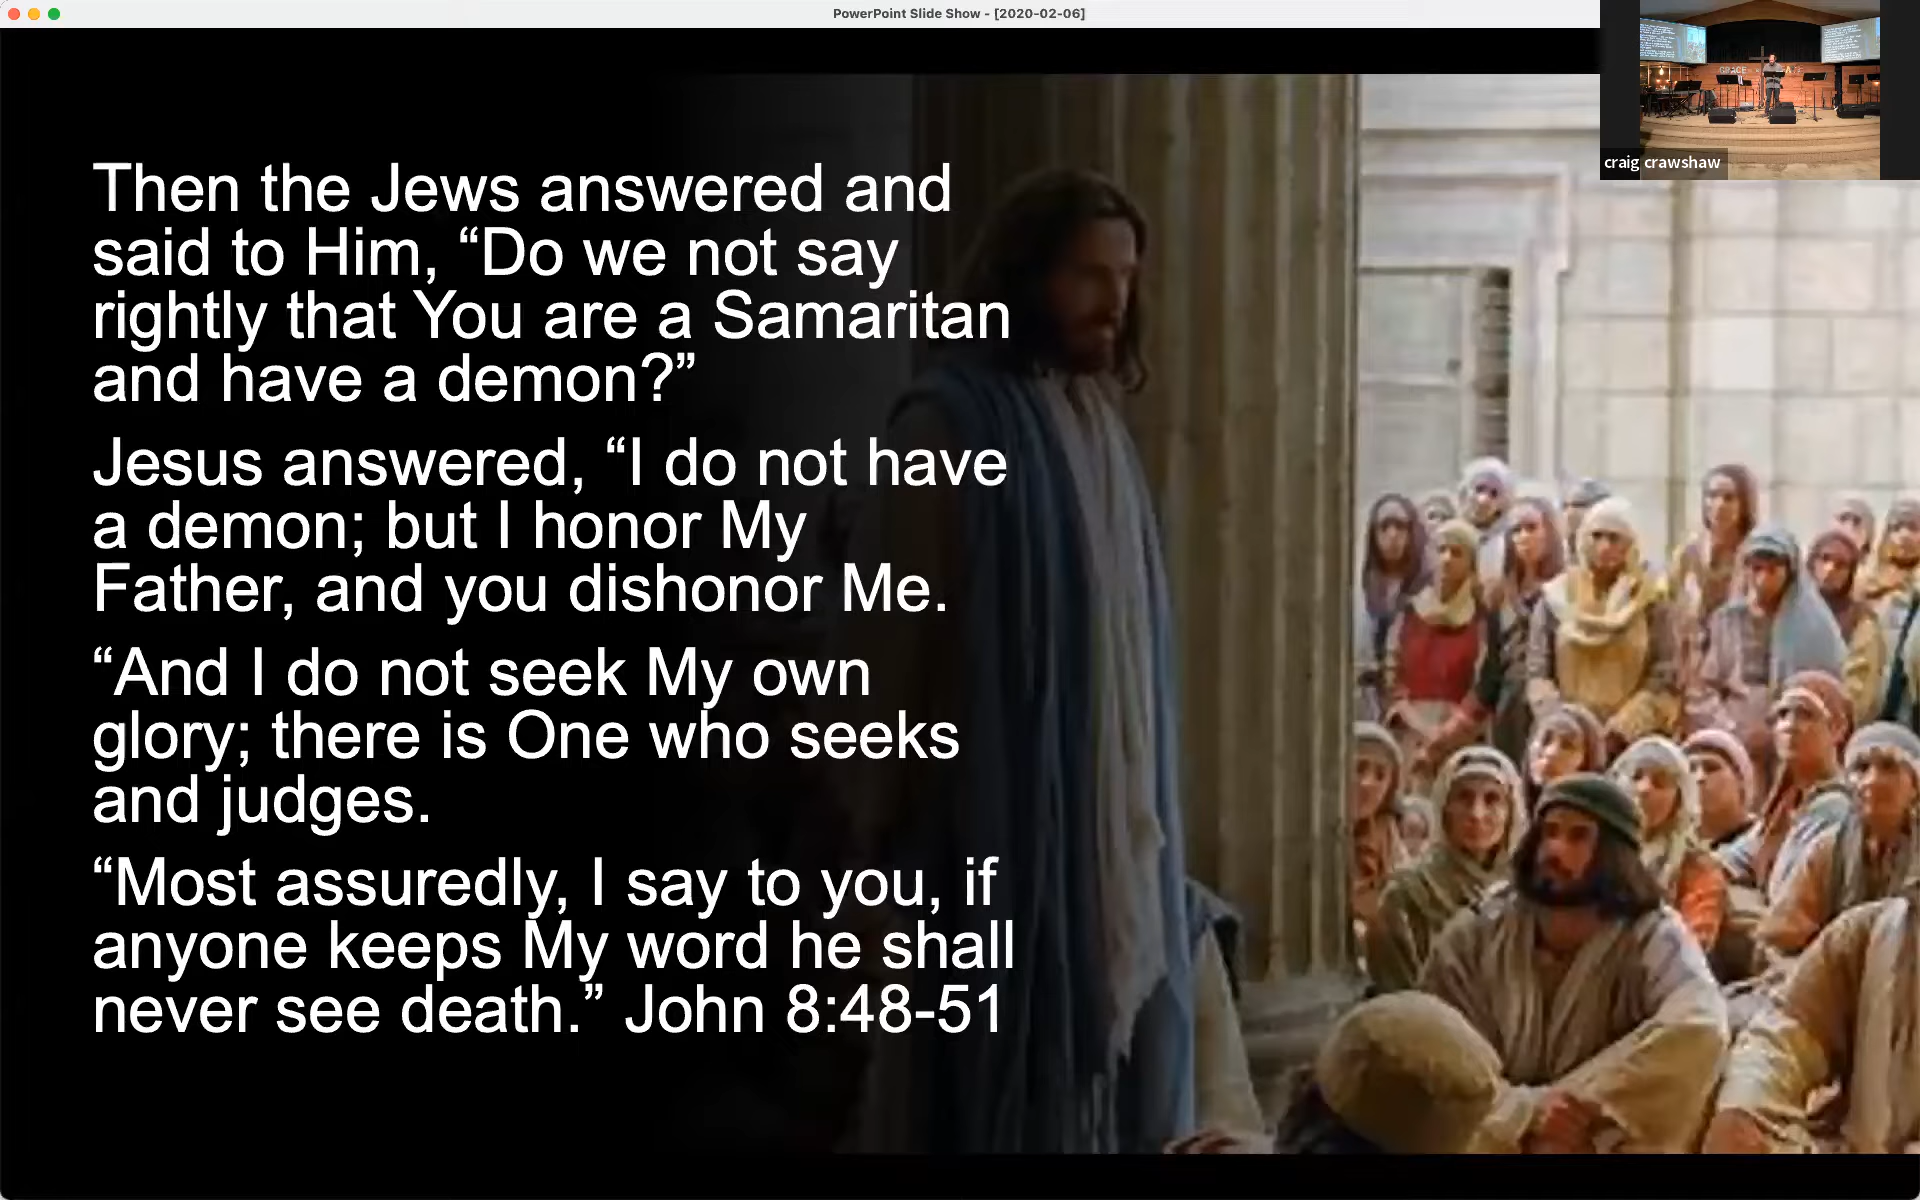 PowerPoint Slide Show - [2020-02-06]
craig crawshaw
Then the Jews answered and
said to Him, “Do we not say
rightly that You are a Samaritan
and have a demon?”
Jesus answered, “I do not have
a demon; but I honor My
Father, and you dishonor Me.
“And I do not seek My own
glory; there is One who seeks
and judges.
“Most assuredly, I say to you, if
anyone keeps My word he shall
never see death.” John 8:48-51